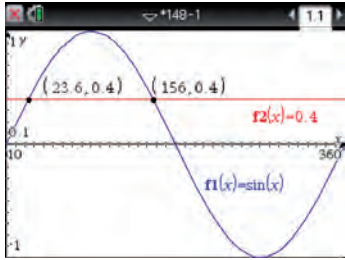 *148-1
1.1
1 y
(23.6,0.4)
(156,0.4)
f2(x)=0.4
0.1
x
10
360
f1(x)=sin(x)
-1